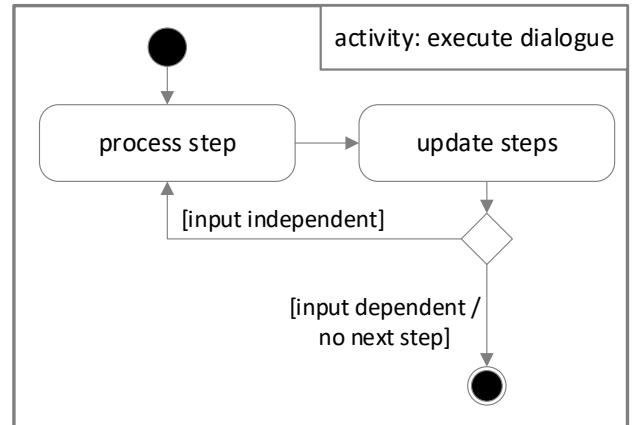 activity: execute dialogue
process step
update steps
[input independent]
[input dependent /
no next step]